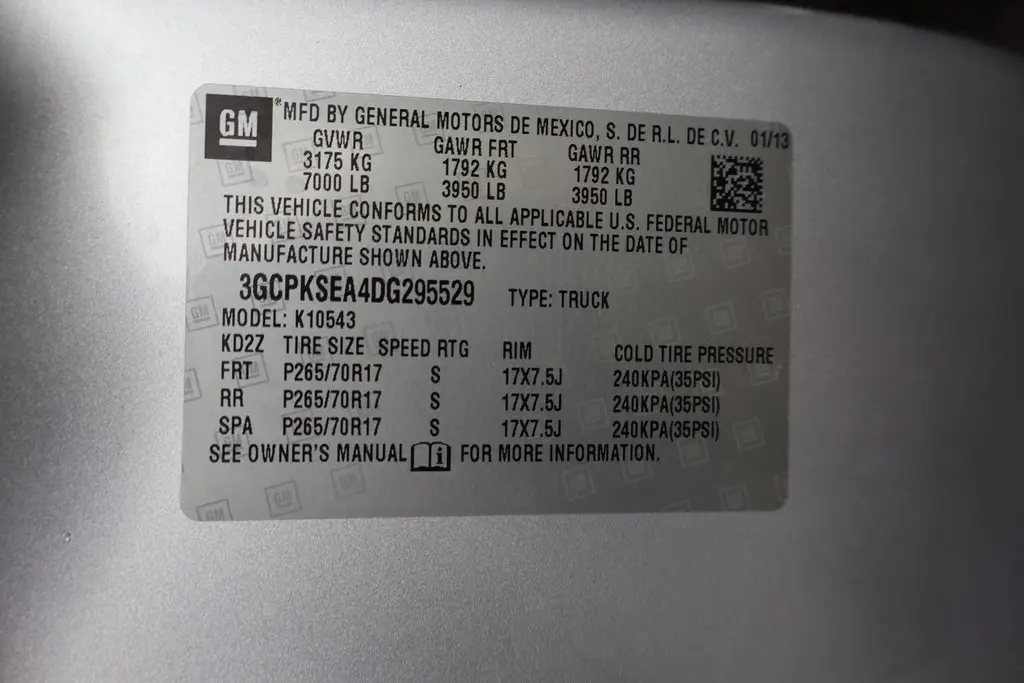 GM ® MFD BY GENERAL MOTORS DE MEXICO, S. DE R.L. DE C.V. 01/13
GVWR GAWR FRT GAWR RR
3175 KG 1792 KG 1792 KG
7000 LB 3950 LB 3950 LB
THIS VEHICLE CONFORMS TO ALL APPLICABLE U.S. FEDERAL MOTOR
VEHICLE SAFETY STANDARDS IN EFFECT ON THE DATE OF
MANUFACTURE SHOWN ABOVE.
3GCPKSEA4DG295529 TYPE: TRUCK
MODEL: K10543
KD2Z TIRE SIZE SPEED RTG RIM COLD TIRE PRESSURE
FRT P265/70R17 S 17X7.5J 240KPA(35PSI)
RR P265/70R17 S 17X7.5J 240KPA(35PSI)
SPA P265/70R17 S 17X7.5J 240KPA(35PSI)
SEE OWNER'S MANUAL i FOR MORE INFORMATION.